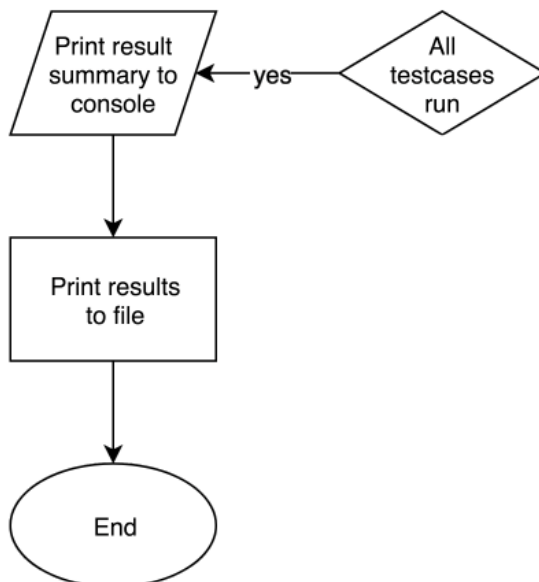 Print result
summary to
console
yes
All
testcases
run
Print results
to file
End